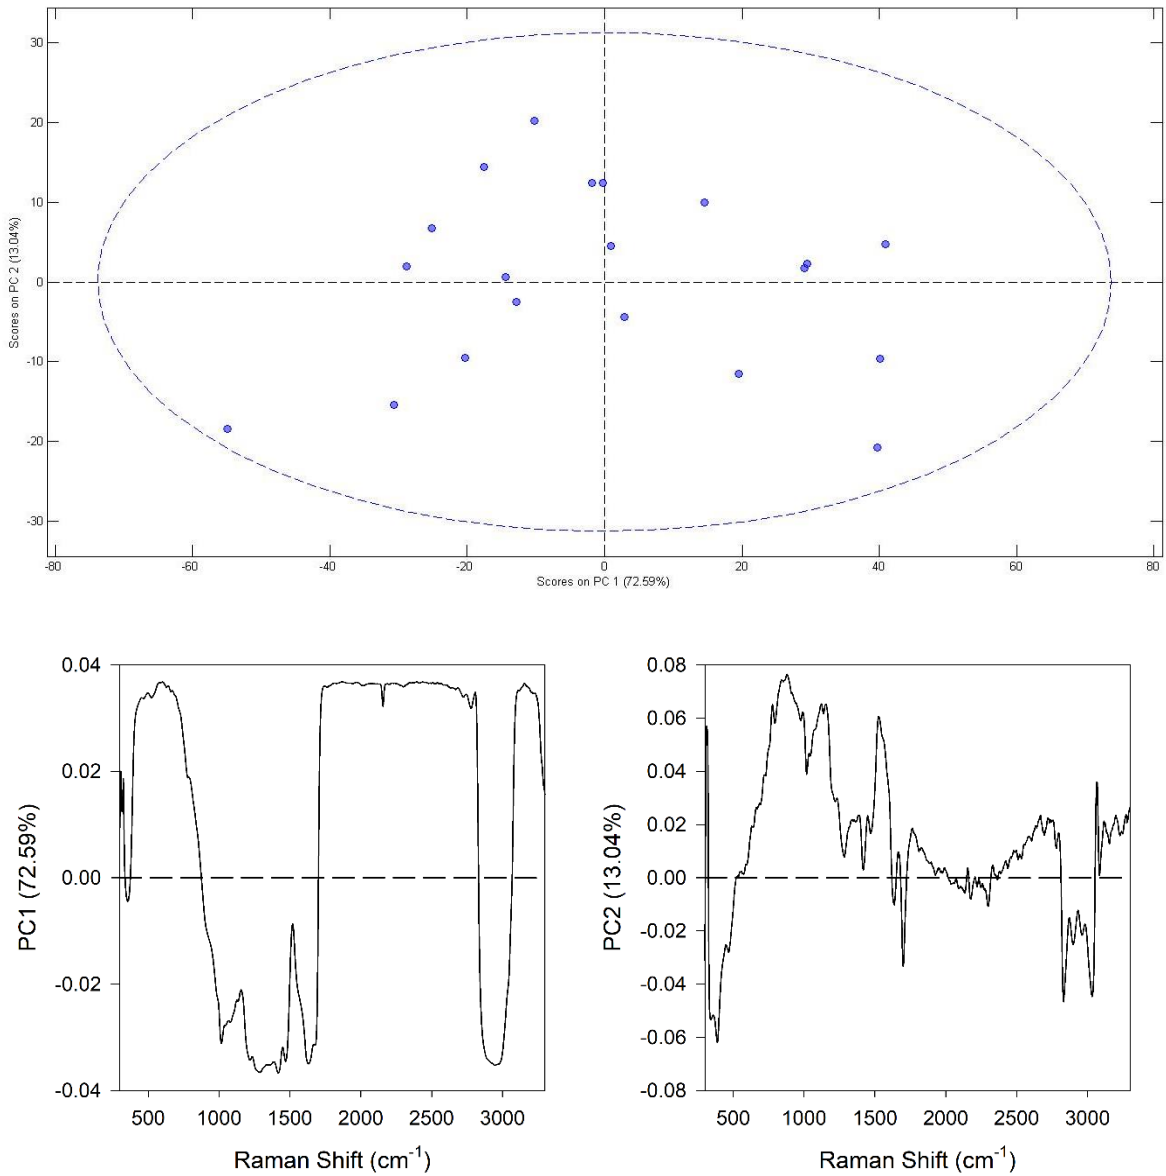 30
20
10
0
-10
-20
-30
Scores on PC 2 (13.04%)
-80 -60 -40 -20 0 20 40 60 80
Scores on PC 1 (72.59%)
0.04
0.02
0.00
-0.02
-0.04
PC1 (72.59%)
500 1000 1500 2000 2500 3000
Raman Shift (cm⁻¹)
0.08
0.06
0.04
0.02
0.00
-0.02
-0.04
-0.06
-0.08
PC2 (13.04%)
500 1000 1500 2000 2500 3000
Raman Shift (cm⁻¹)